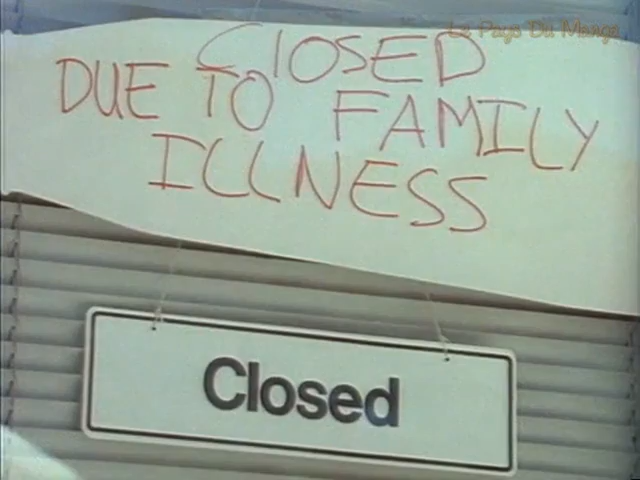 Le Pays Du Manga
CLOSED
DUE TO FAMILY
ILLNESS
Closed